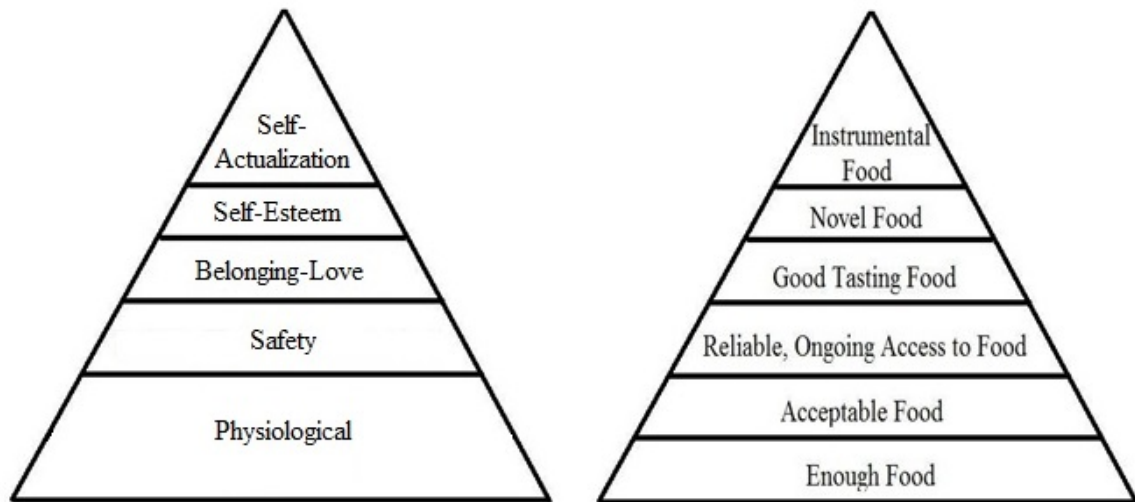 Self-
Actualization
Self-Esteem
Belonging-Love
Safety
Physiological
Instrumental
Food
Novel Food
Good Tasting Food
Reliable, Ongoing Access to Food
Acceptable Food
Enough Food